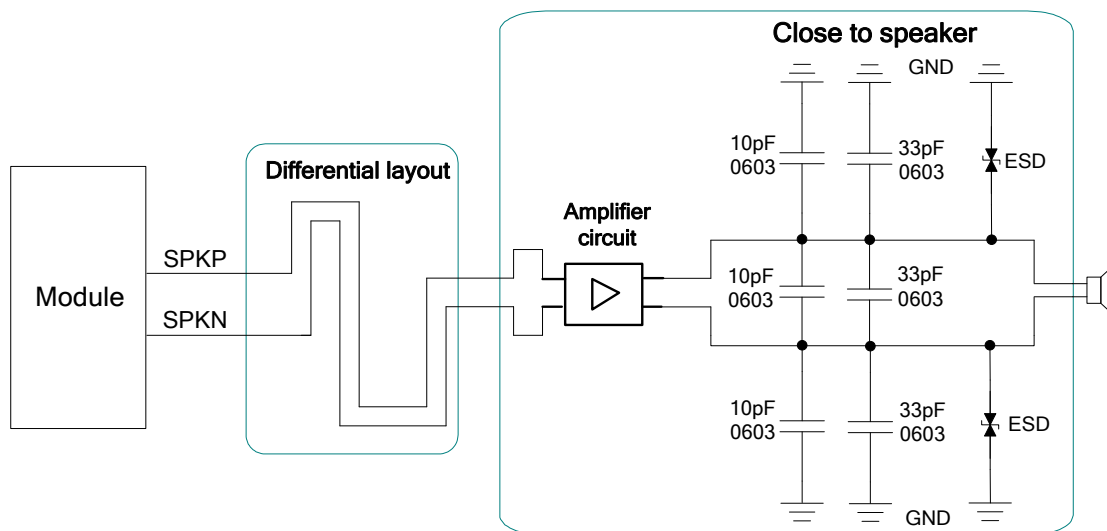 Close to speaker
GND
10pF
0603
33pF
0603
ESD
Differential layout
Amplifier
circuit
SPKP
Module
SPKN
10pF
0603
33pF
0603
10pF
0603
33pF
0603
ESD
GND